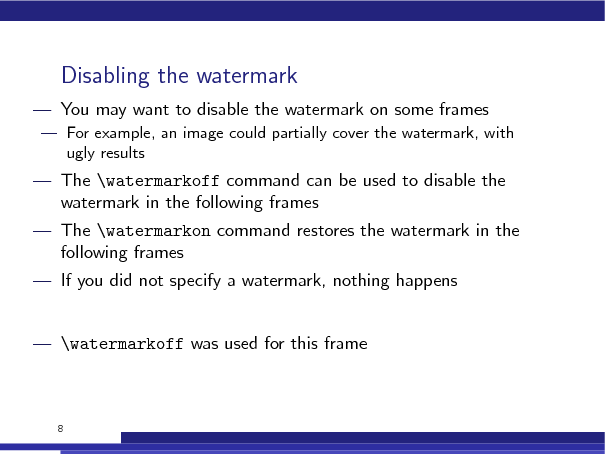 Disabling the watermark
— You may want to disable the watermark on some frames
— For example, an image could partially cover the watermark, with
ugly results
— The \watermarkoff command can be used to disable the
watermark in the following frames
— The \watermarkon command restores the watermark in the
following frames
— If you did not specify a watermark, nothing happens
— \watermarkoff was used for this frame
8